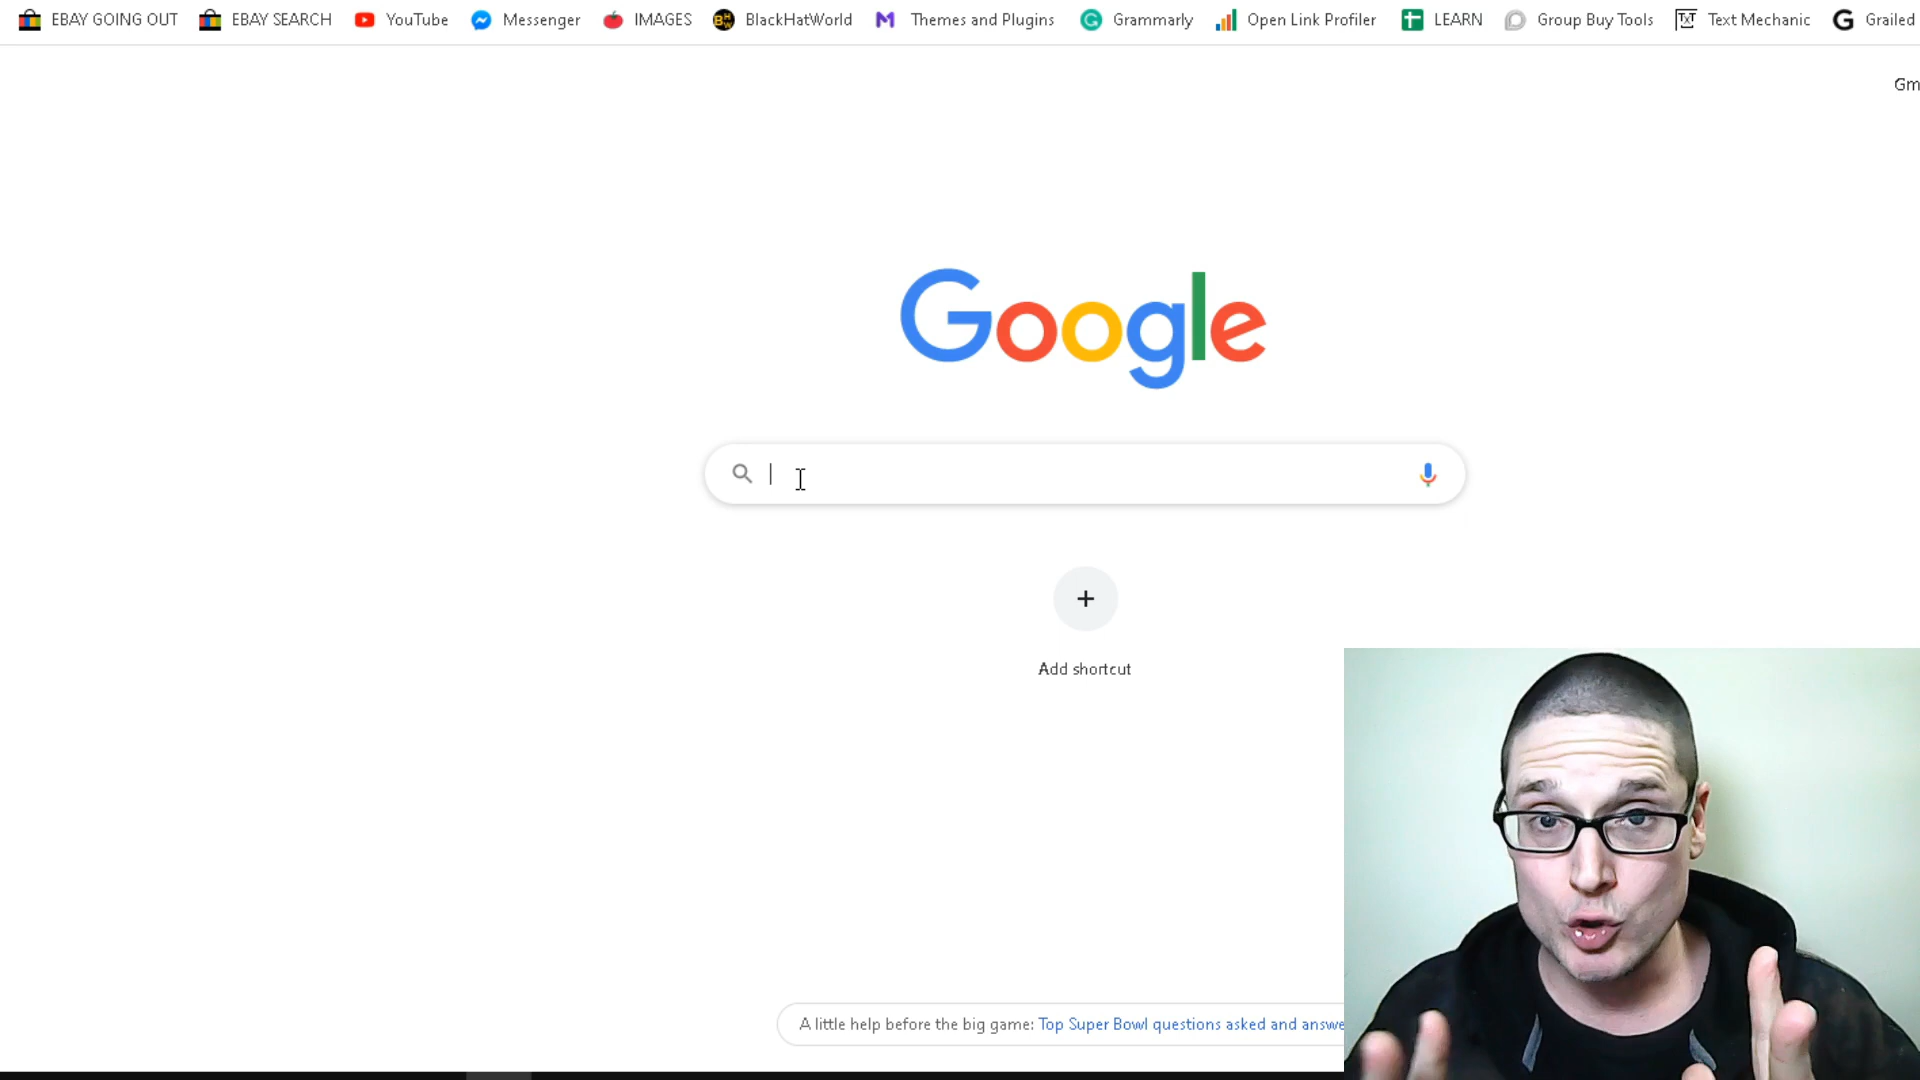 EBAY GOING OUT EBAY SEARCH YouTube Messenger IMAGES BlackHatWorld Themes and Plugins Grammarly Open Link Profiler LEARN Group Buy Tools Text Mechanic Grailed
Gm
Google
Add shortcut
A little help before the big game: Top Super Bowl questions asked and answe